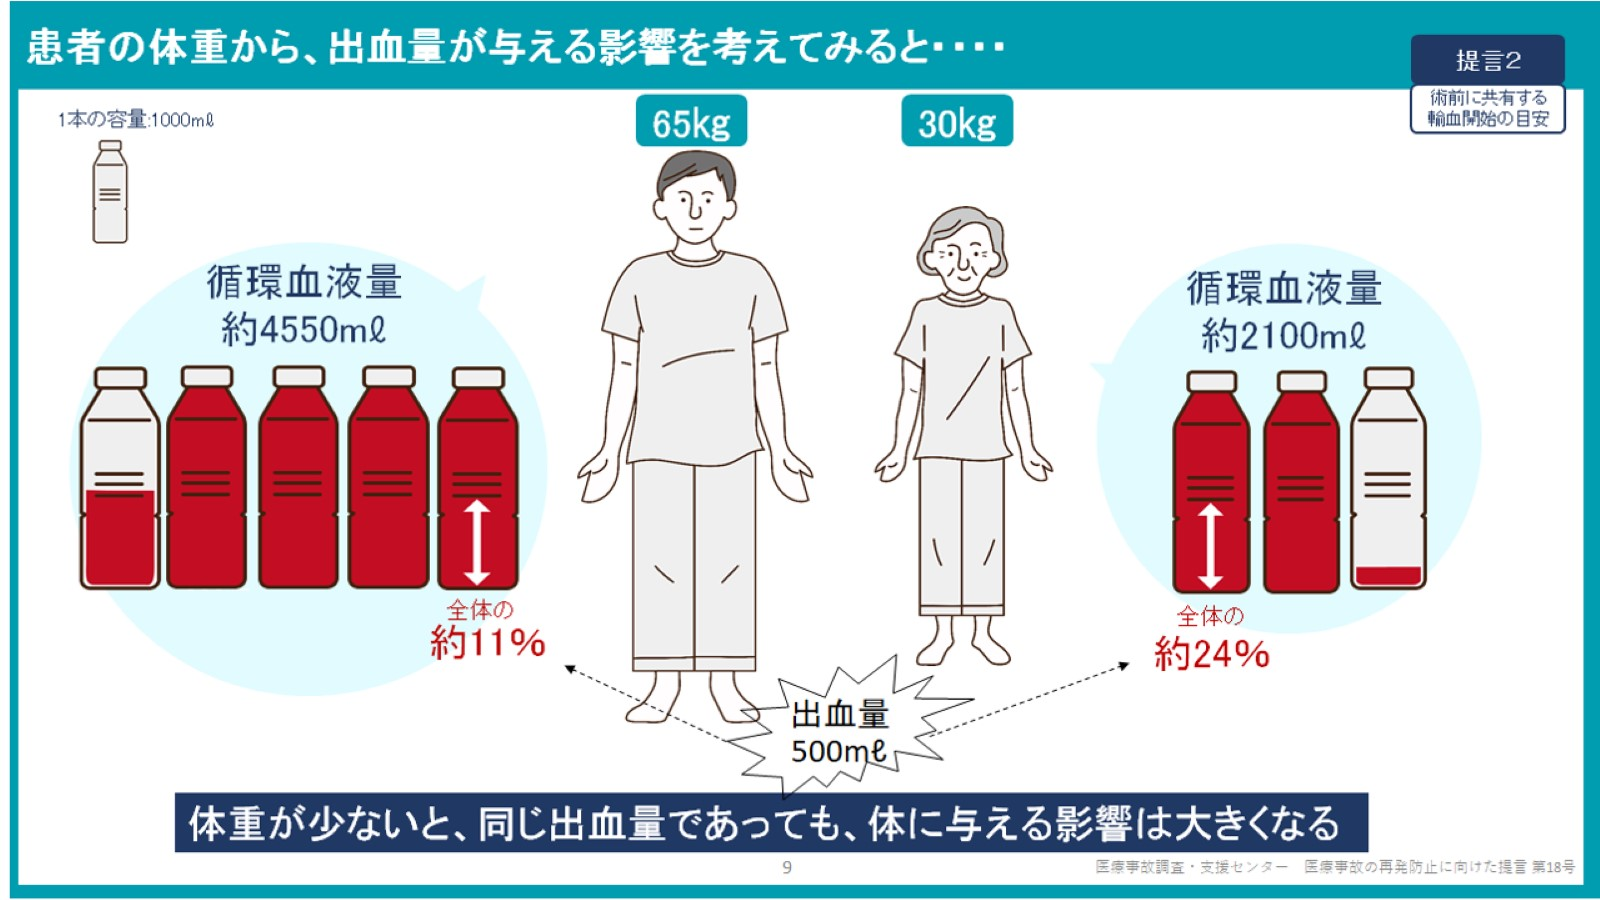 患者の体重から、出血量が与える影響を考えてみると････
提言2
術前に共有する
輸血開始の目安
1本の容量:1000mℓ
65kg
30kg
循環血液量
約4550mℓ
循環血液量
約2100mℓ
全体の
約11%
全体の
約24%
出血量
500mℓ
体重が少ないと、同じ出血量であっても、体に与える影響は大きくなる
9
医療事故調査・支援センター　医療事故の再発防止に向けた提言 第18号